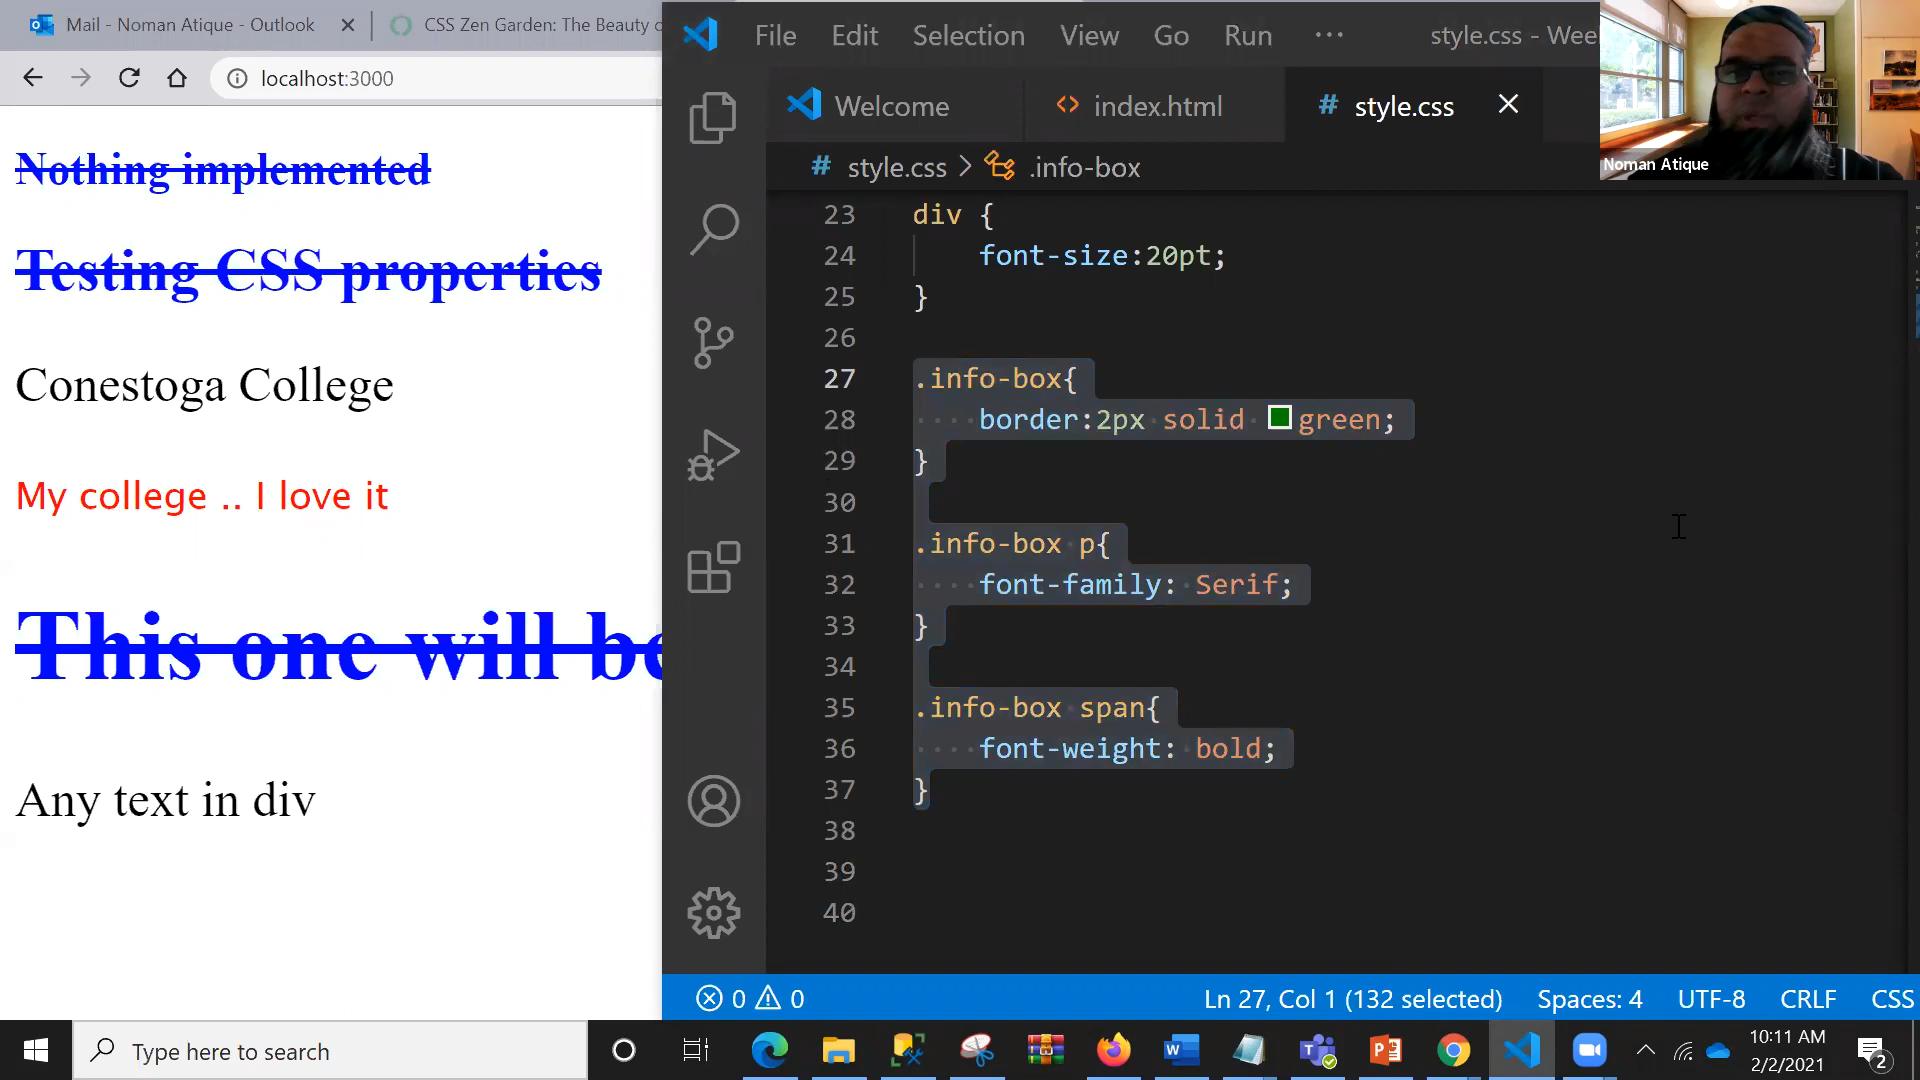 Mail - Noman Atique - Outlook
CSS Zen Garden: The Beauty o
localhost:3000
Nothing implemented
Testing CSS properties
Conestoga College
My college .. I love it
This one will be
Any text in div
File Edit Selection View Go Run ··· style.css - Wee
Welcome
index.html
# style.css
# style.css > .info-box
23 div {
24 font-size:20pt;
25 }
26
27 .info-box{
28 border:2px solid green;
29 }
30
31 .info-box p{
32 font-family: Serif;
33 }
34
35 .info-box span{
36 font-weight: bold;
37 }
38
39
40
0 0 Ln 27, Col 1 (132 selected) Spaces: 4 UTF-8 CRLF CSS
Noman Atique
Type here to search
10:11 AM
2/2/2021
2